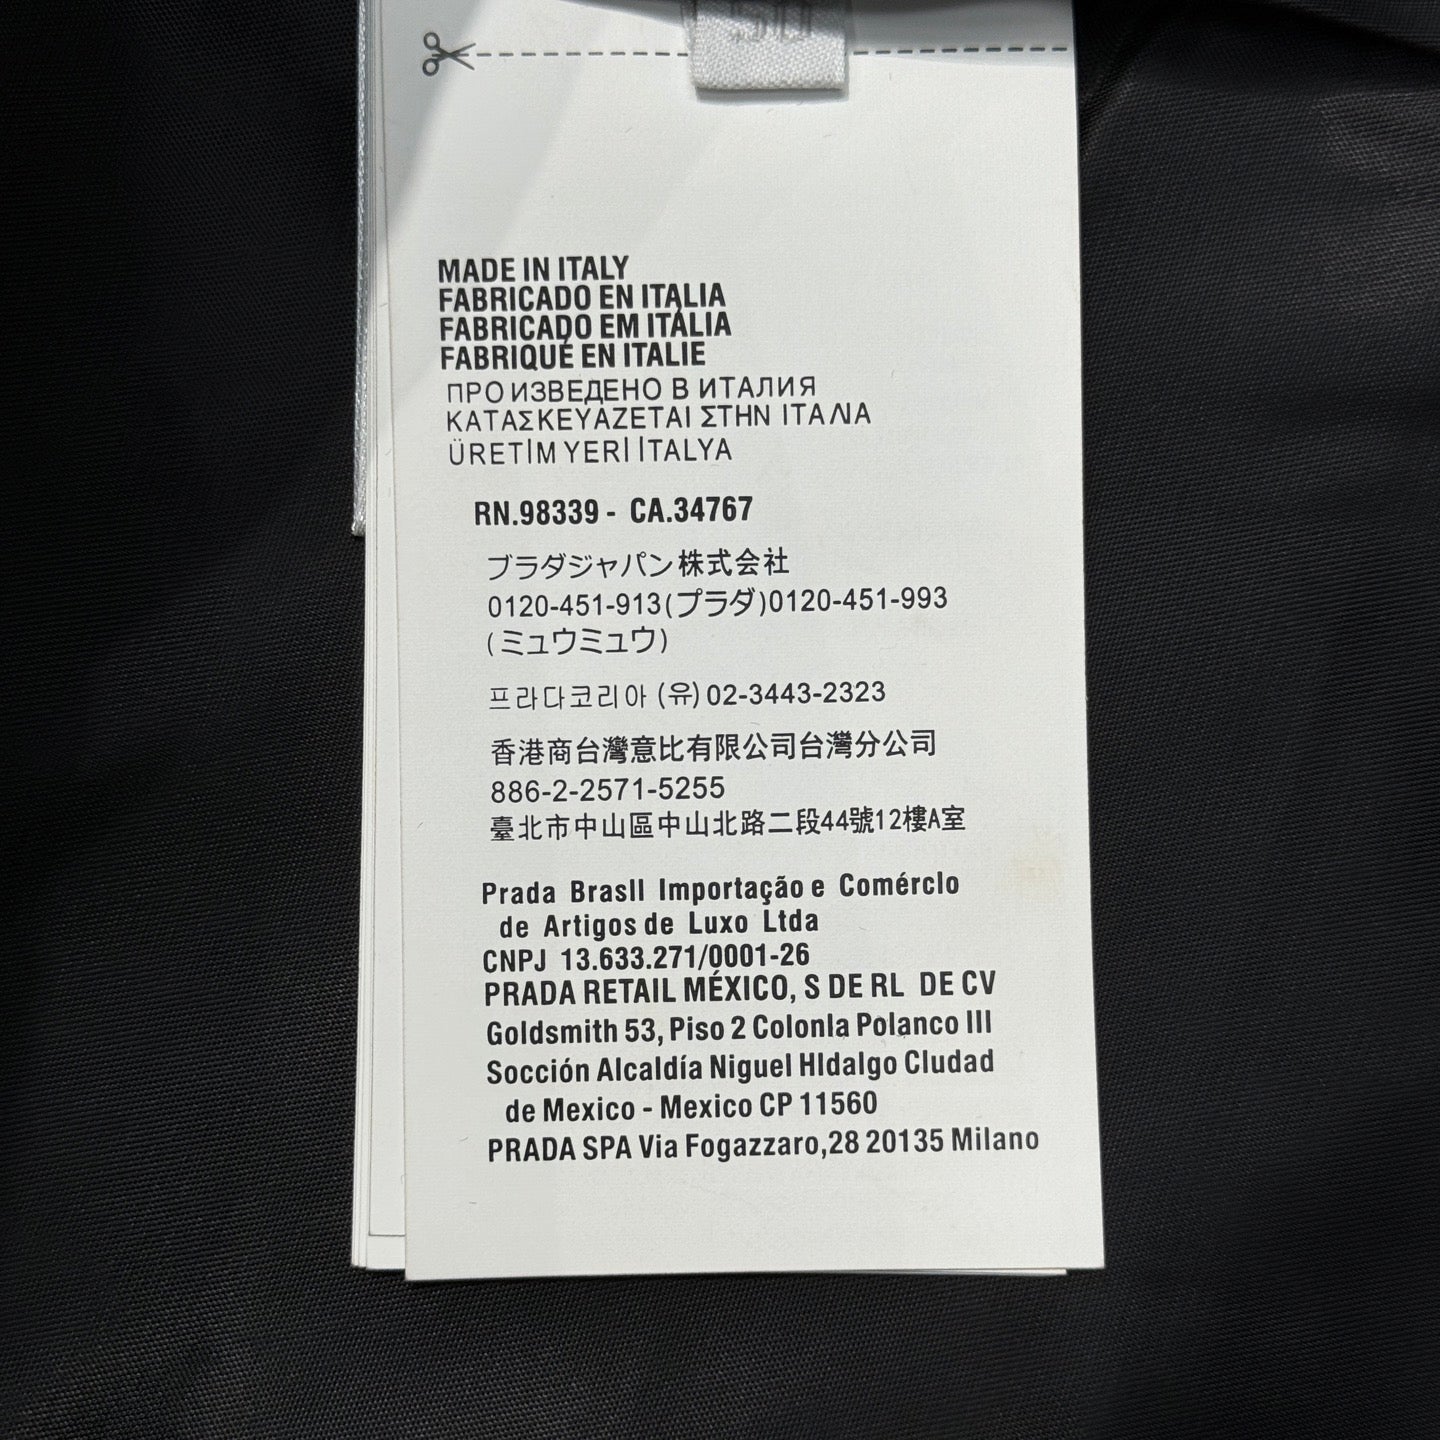 50
MADE IN ITALY
FABRICADO EN ITALIA
FABRICADO EM ITÁLIA
FABRIQUÉ EN ITALIE
ПРОИЗВЕДЕНО В ИТАЛИЯ
ΚΑΤΑΣΚΕΥΑΖΕΤΑΙ ΣΤΗΝ ΙΤΑΛΙΑ
ÜRETİM YERİ İTALYA
RN.98339 - CA.34767
ブラダジャパン株式会社
0120-451-913(プラダ)0120-451-993
(ミュウミュウ)
프라다코리아 (유) 02-3443-2323
香港商台灣意比有限公司台灣分公司
886-2-2571-5255
臺北市中山區中山北路二段44號12樓A室
Prada Brasll Importação e Comérclo
de Artigos de Luxo Ltda
CNPJ 13.633.271/0001-26
PRADA RETAIL MÉXICO, S DE RL DE CV
Goldsmith 53, Piso 2 Colonla Polanco III
Socción Alcaldía Niguel HIdalgo Cludad
de Mexico - Mexico CP 11560
PRADA SPA Via Fogazzaro,28 20135 Milano